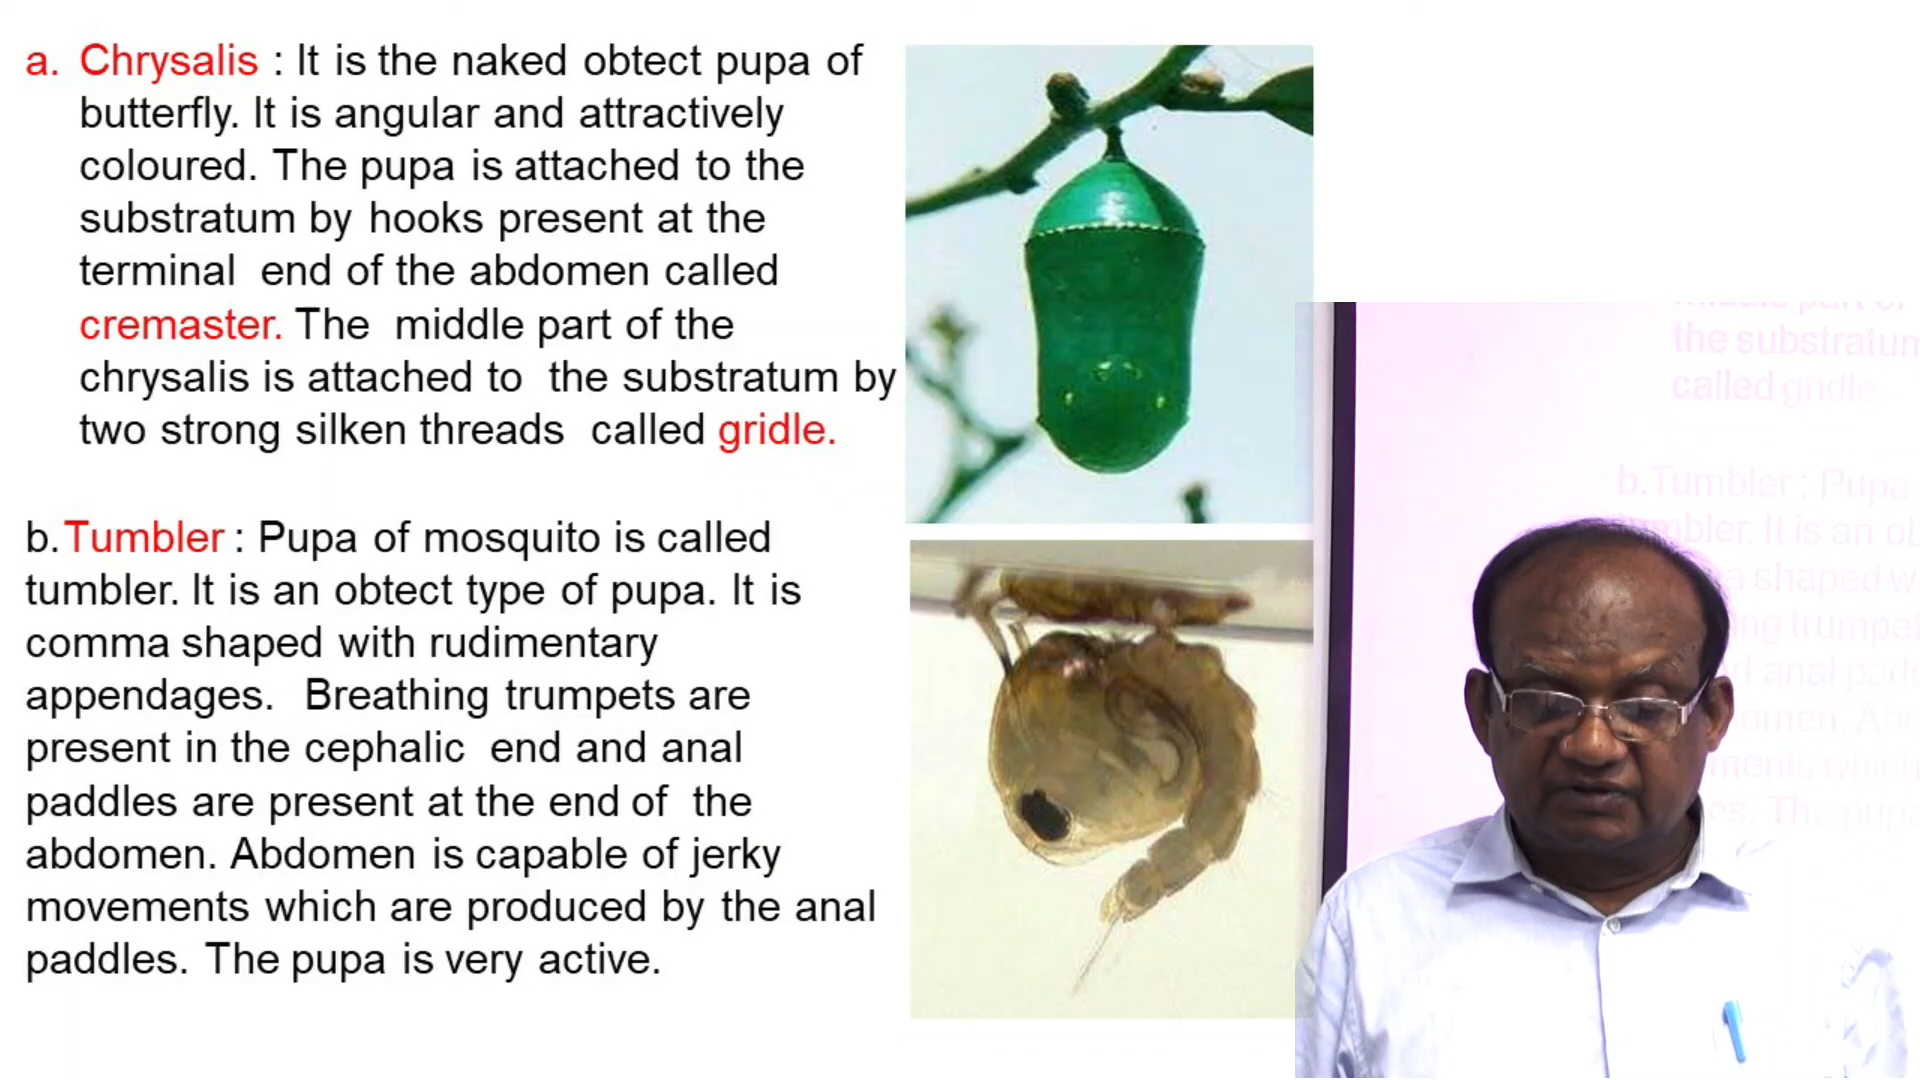 a. Chrysalis : It is the naked obtect pupa of
butterfly. It is angular and attractively
coloured. The pupa is attached to the
substratum by hooks present at the
terminal end of the abdomen called
cremaster. The middle part of the
chrysalis is attached to the substratum by
two strong silken threads called gridle.
b.Tumbler : Pupa of mosquito is called
tumbler. It is an obtect type of pupa. It is
comma shaped with rudimentary
appendages. Breathing trumpets are
present in the cephalic end and anal
paddles are present at the end of the
abdomen. Abdomen is capable of jerky
movements which are produced by the anal
paddles. The pupa is very active.
the substratum
called gridle.
b.Tumbler : Pupa
tumbler. It is an
shaped